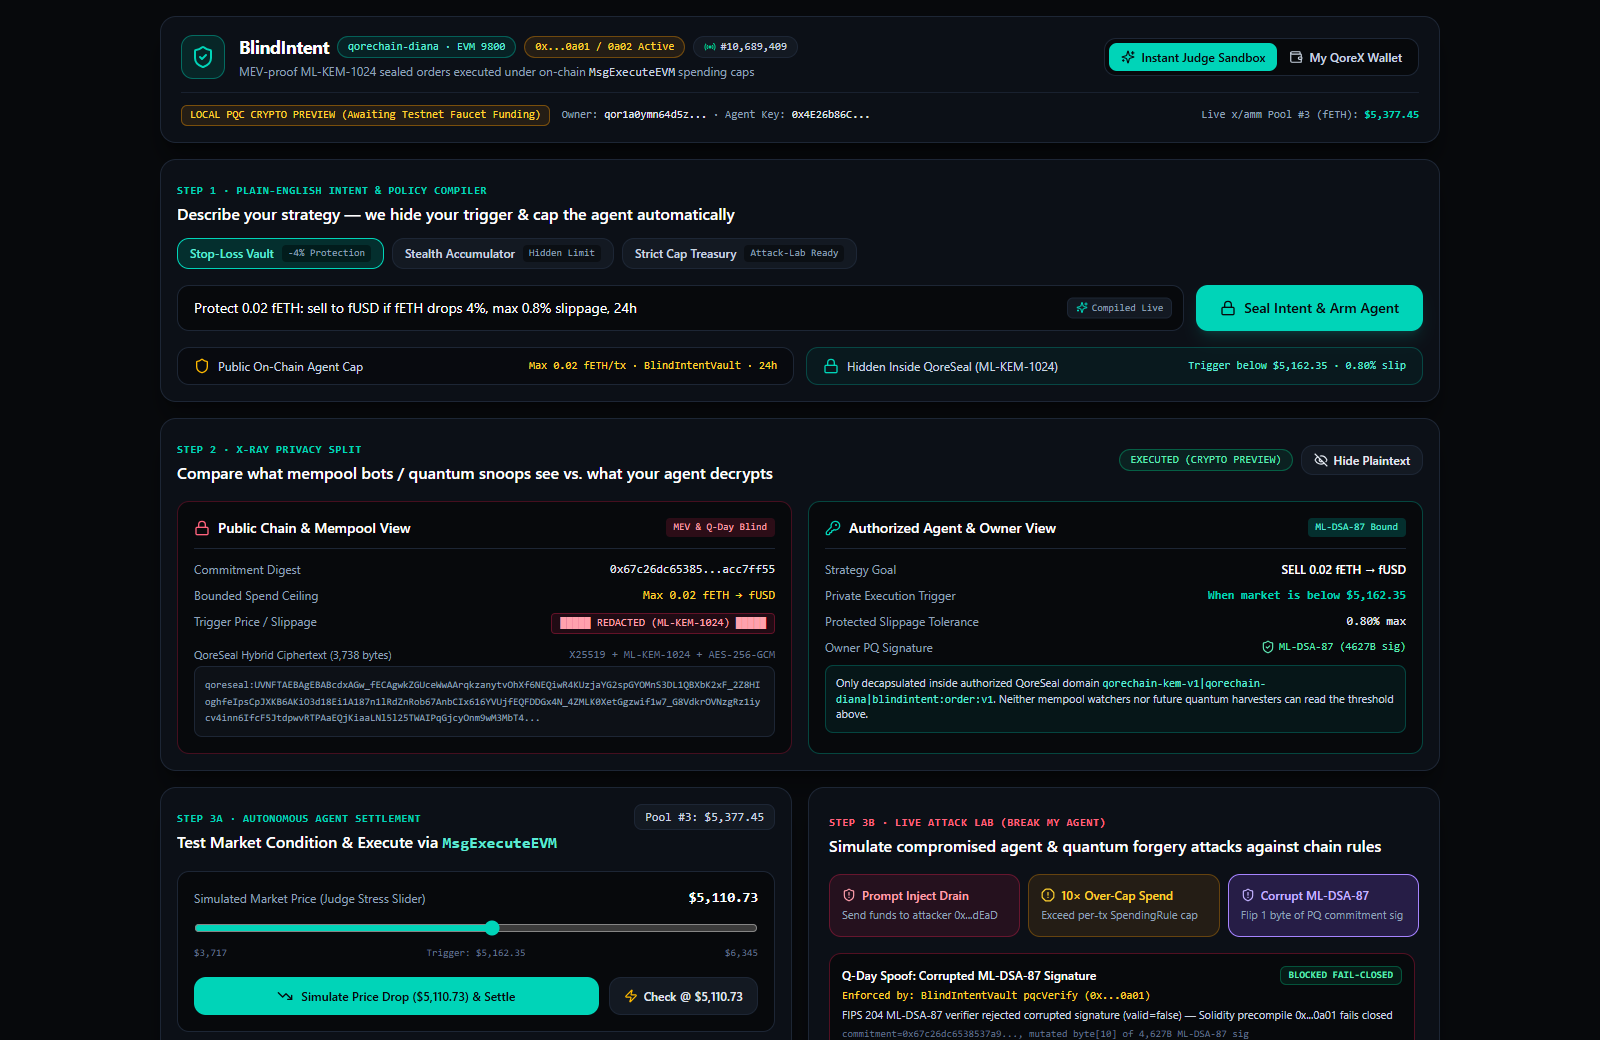 BlindIntent
qorechain-diana · EVM 9800
0x...0a01 / 0a02 Active
#10,689,409
MEV-proof ML-KEM-1024 sealed orders executed under on-chain MsgExecuteEVM spending caps
Instant Judge Sandbox
My QoreX Wallet
LOCAL PQC CRYPTO PREVIEW (Awaiting Testnet Faucet Funding)
Owner: qor1a0ymn64d5z... · Agent Key: 0x4E26b86C...
Live x/amm Pool #3 (fETH): $5,377.45
STEP 1 · PLAIN-ENGLISH INTENT & POLICY COMPILER
Describe your strategy — we hide your trigger & cap the agent automatically
Stop-Loss Vault -4% Protection
Stealth Accumulator Hidden Limit
Strict Cap Treasury Attack-Lab Ready
Protect 0.02 fETH: sell to fUSD if fETH drops 4%, max 0.8% slippage, 24h
Compiled Live
Seal Intent & Arm Agent
Public On-Chain Agent Cap
Max 0.02 fETH/tx · BlindIntentVault · 24h
Hidden Inside QoreSeal (ML-KEM-1024)
Trigger below $5,162.35 · 0.80% slip
STEP 2 · X-RAY PRIVACY SPLIT
Compare what mempool bots / quantum snoops see vs. what your agent decrypts
EXECUTED (CRYPTO PREVIEW)
Hide Plaintext
Public Chain & Mempool View
MEV & Q-Day Blind
Commitment Digest
0x67c26dc65385...acc7ff55
Bounded Spend Ceiling
Max 0.02 fETH → fUSD
Trigger Price / Slippage
█████ REDACTED (ML-KEM-1024) █████
QoreSeal Hybrid Ciphertext (3,738 bytes)
X25519 + ML-KEM-1024 + AES-256-GCM
qoreseal:UVNFTAEBAgEBABcdxAGw_fECAgwkZGUceWwAArqkzanytvOhXf6NEQiwR4KUzjaYG2spGYOMnS3DL1QBXbK2xF_2Z8HI
oghfeIpsCpJXKB6AKiO3d18Ei1A187n1lRdZnRob67AnbCIx616YVUjfEQFDDGx4N_4ZMLK0XetGgzwif1w7_G8VdkrOVNzgRz1iy
cv4inn6IfcF5JtdpwvRTPAaEQjKiaaLNl5l25TWAIPqGjcyOnm9wM3MbT4...
Authorized Agent & Owner View
ML-DSA-87 Bound
Strategy Goal
SELL 0.02 fETH → fUSD
Private Execution Trigger
When market is below $5,162.35
Protected Slippage Tolerance
0.80% max
Owner PQ Signature
ML-DSA-87 (4627B sig)
Only decapsulated inside authorized QoreSeal domain qorechain-kem-v1|qorechain-
diana|blindintent:order:v1. Neither mempool watchers nor future quantum harvesters can read the threshold
above.
STEP 3A · AUTONOMOUS AGENT SETTLEMENT
Test Market Condition & Execute via MsgExecuteEVM
Pool #3: $5,377.45
Simulated Market Price (Judge Stress Slider)
$5,110.73
$3,717
Trigger: $5,162.35
$6,345
Simulate Price Drop ($5,110.73) & Settle
Check @ $5,110.73
STEP 3B · LIVE ATTACK LAB (BREAK MY AGENT)
Simulate compromised agent & quantum forgery attacks against chain rules
Prompt Inject Drain
Send funds to attacker 0x...dEaD
10× Over-Cap Spend
Exceed per-tx SpendingRule cap
Corrupt ML-DSA-87
Flip 1 byte of PQ commitment sig
Q-Day Spoof: Corrupted ML-DSA-87 Signature
BLOCKED FAIL-CLOSED
Enforced by: BlindIntentVault pqcVerify (0x...0a01)
FIPS 204 ML-DSA-87 verifier rejected corrupted signature (valid=false) — Solidity precompile 0x...0a01 fails closed
commitment=0x67c26dc6538537a9..., mutated byte[10] of 4,627B ML-DSA-87 sig